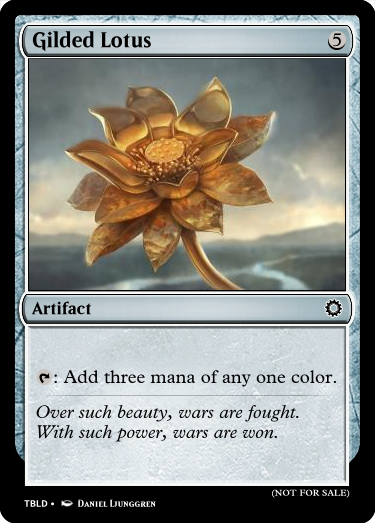 Gilded Lotus 5
Artifact
: Add three mana of any one color.
Over such beauty, wars are fought.
With such power, wars are won.
(NOT FOR SALE)
TBLD • Daniel Ljunggren